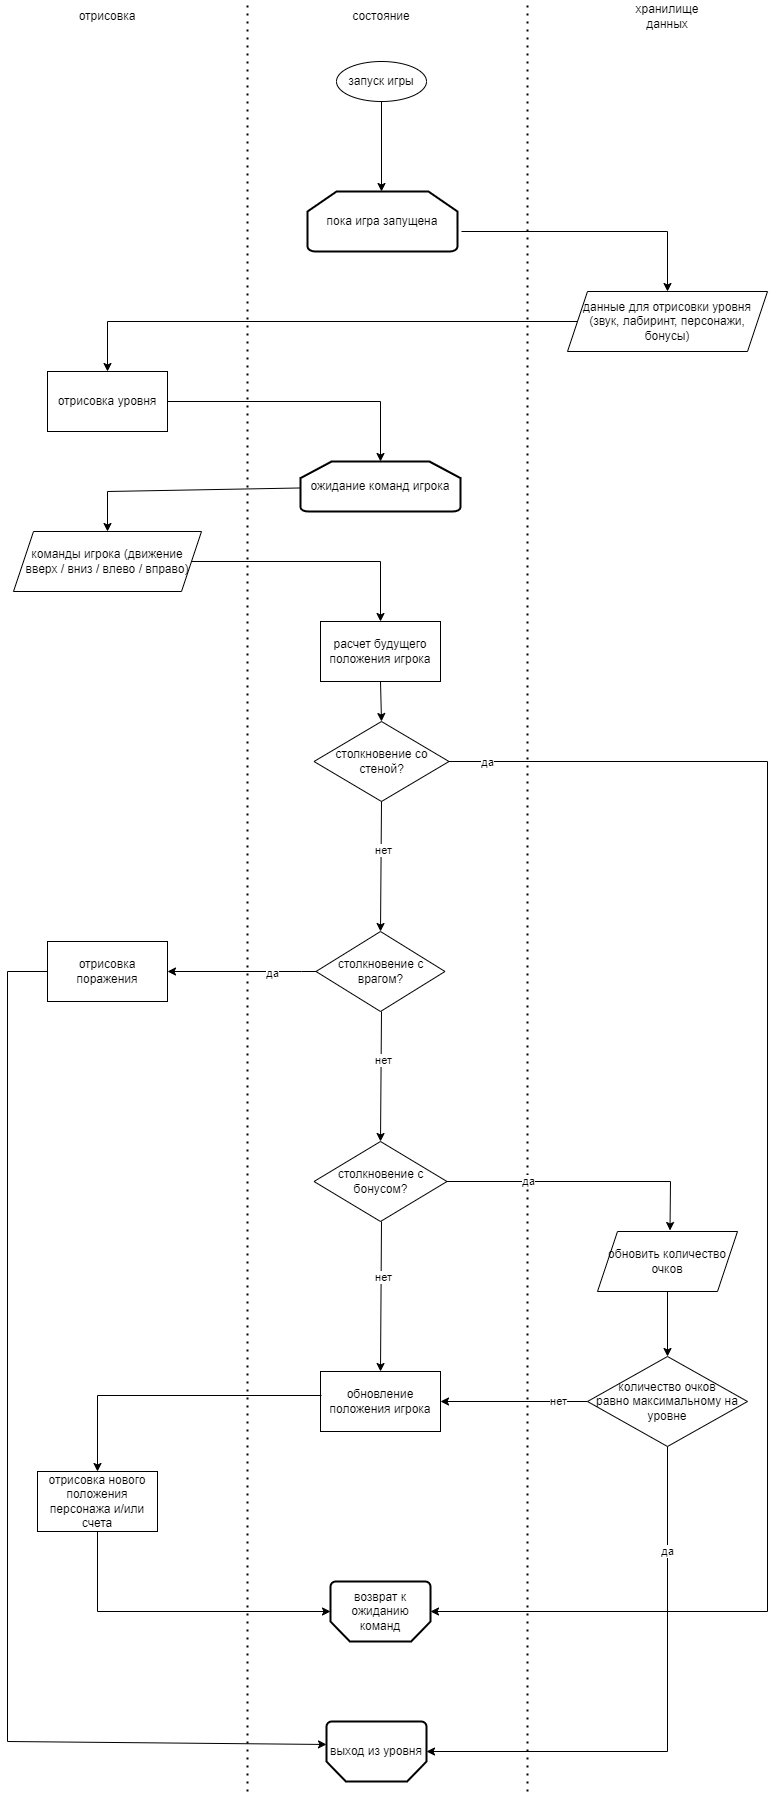 отрисовка
состояние
хранилище
данных
запуск игры
пока игра запущена
данные для отрисовки уровня
(звук, лабиринт, персонажи,
бонусы)
отрисовка уровня
ожидание команд игрока
команды игрока (движение
вверх / вниз / влево / вправо)
расчет будущего
положения игрока
столкновение со
стеной?
да
нет
отрисовка
поражения
да
столкновение с
врагом?
нет
столкновение с
бонусом?
да
обновить количество
очков
нет
обновление
положения игрока
нет
количество очков
равно максимальному на
уровне
отрисовка нового
положения
персонажа и/или
счета
да
возврат к
ожиданию
команд
выход из уровня